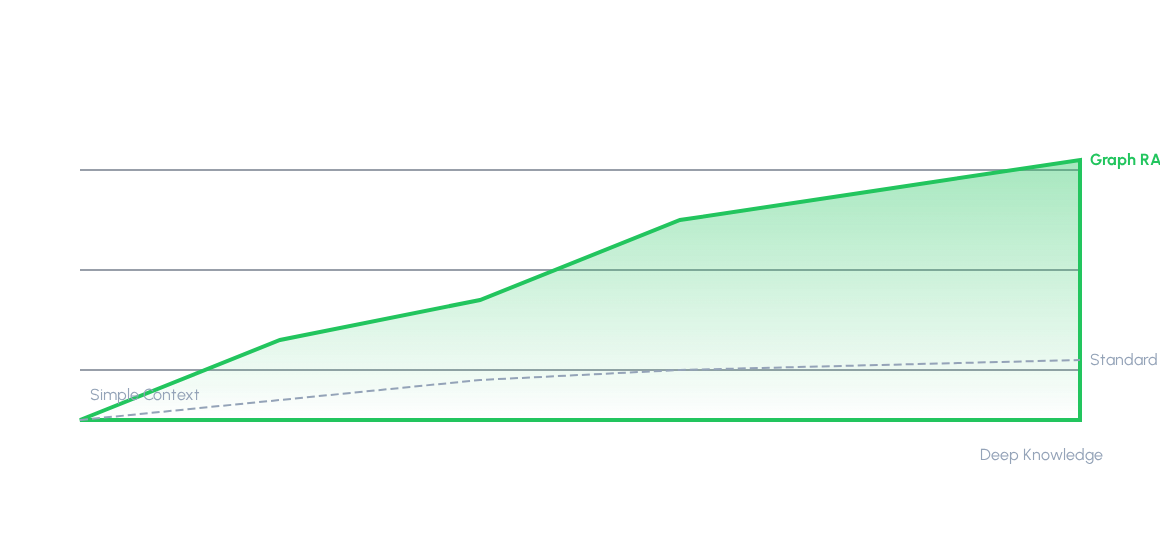 Graph RA
Standard
Simple Context
Deep Knowledge